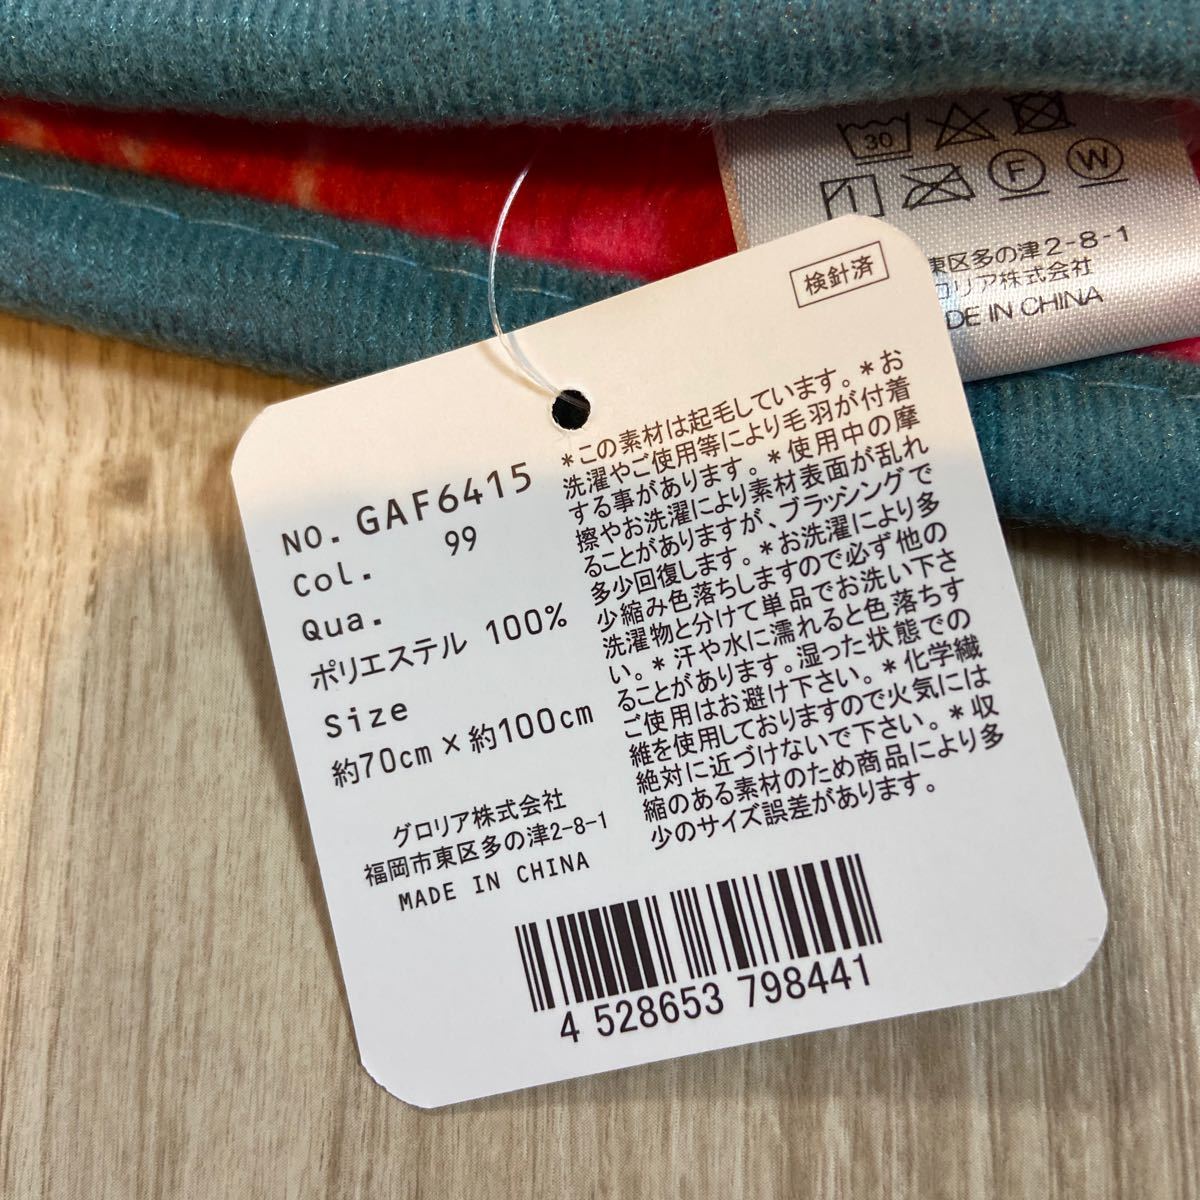 30
F
W
東区多の津2-8-1
グロリア株式会社
DE IN CHINA
検針済
NO. GAF6415
Col. 99
Qua.
ポリエステル 100%
Size
約70cm×約100cm
グロリア株式会社
福岡市東区多の津2-8-1
MADE IN CHINA
*この素材は起毛しています。*お
洗濯やご使用等により毛羽が付着
する事があります。*使用中の摩
擦やお洗濯により素材表面が乱れ
ることがありますが、ブラッシングで
多少回復します。*お洗濯により多
少縮み色落ちしますので必ず他の
洗濯物と分けて単品でお洗い下さ
い。*汗や水に濡れると色落ちす
ることがあります。湿った状態での
ご使用はお避け下さい。*化学繊
維を使用しておりますので火気には
絶対に近づけないで下さい。*収
縮のある素材のため商品により多
少のサイズ誤差があります。
4 528653 798441